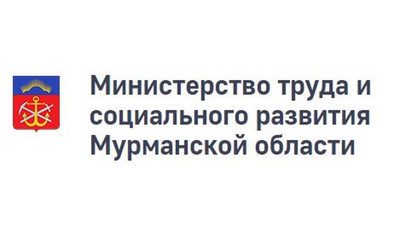 Министерство труда и
социального развития
Мурманской области